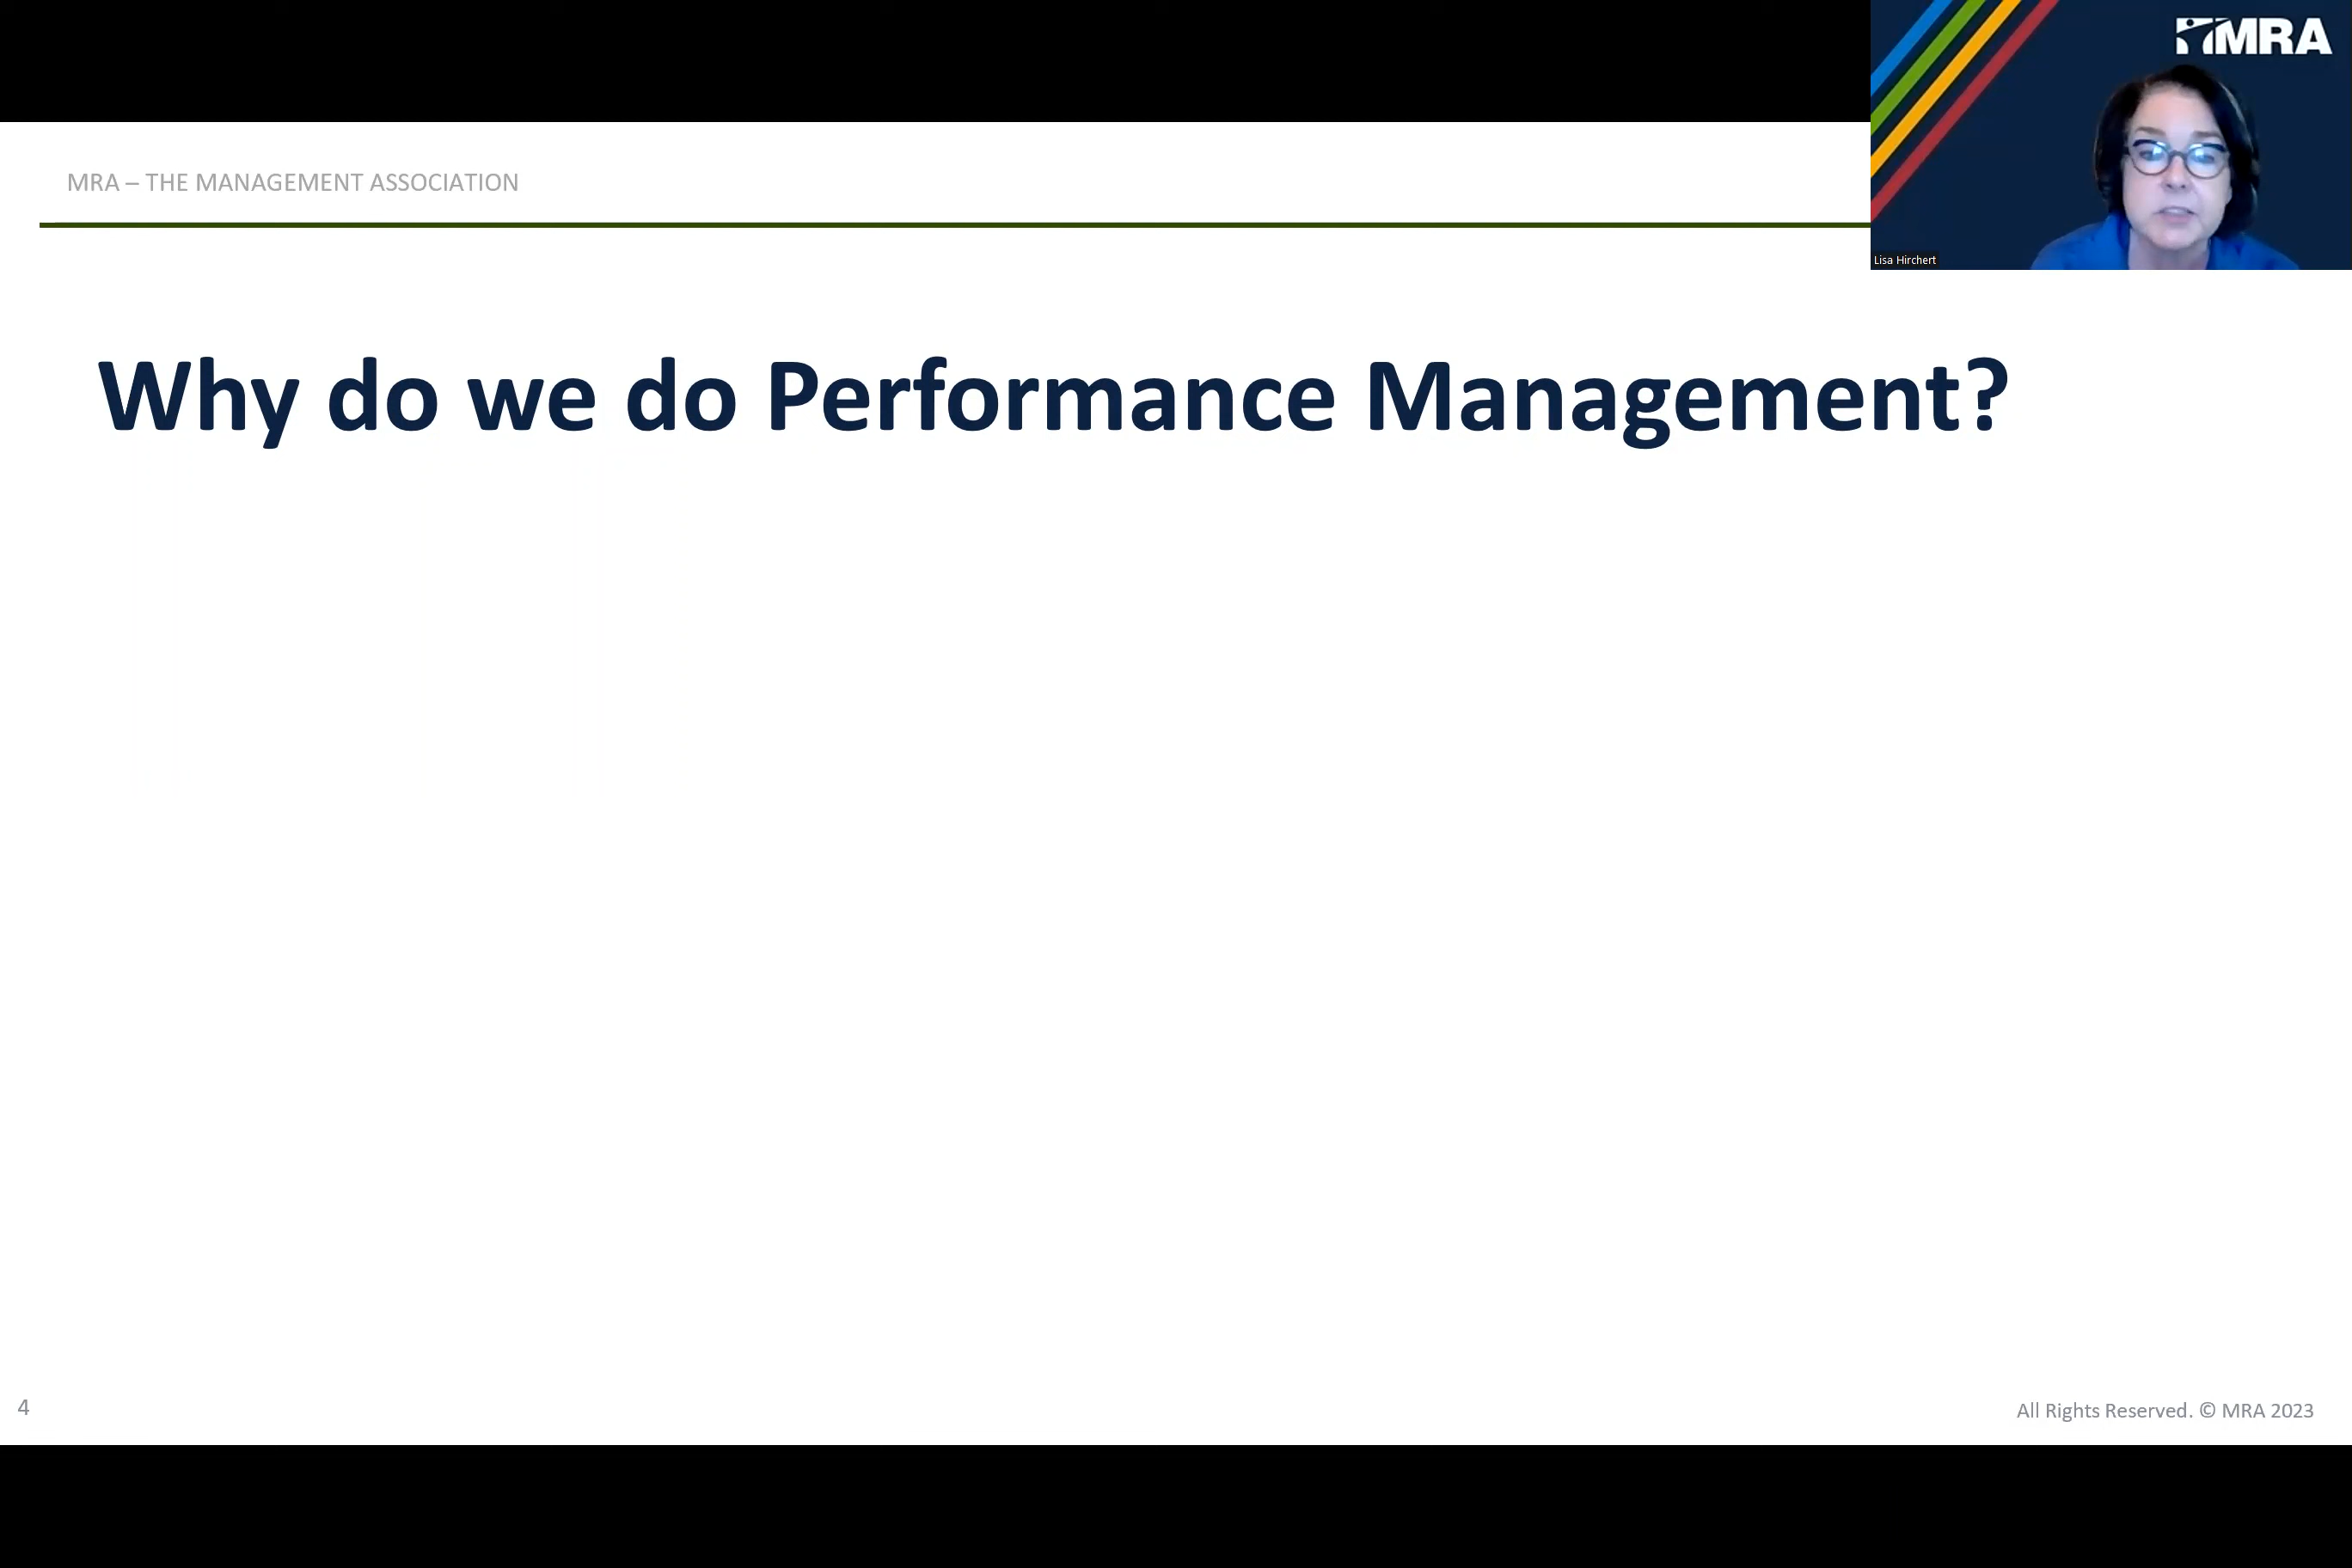 MRA
MRA – THE MANAGEMENT ASSOCIATION
Lisa Hirchert
Why do we do Performance Management?
4
All Rights Reserved. © MRA 2023